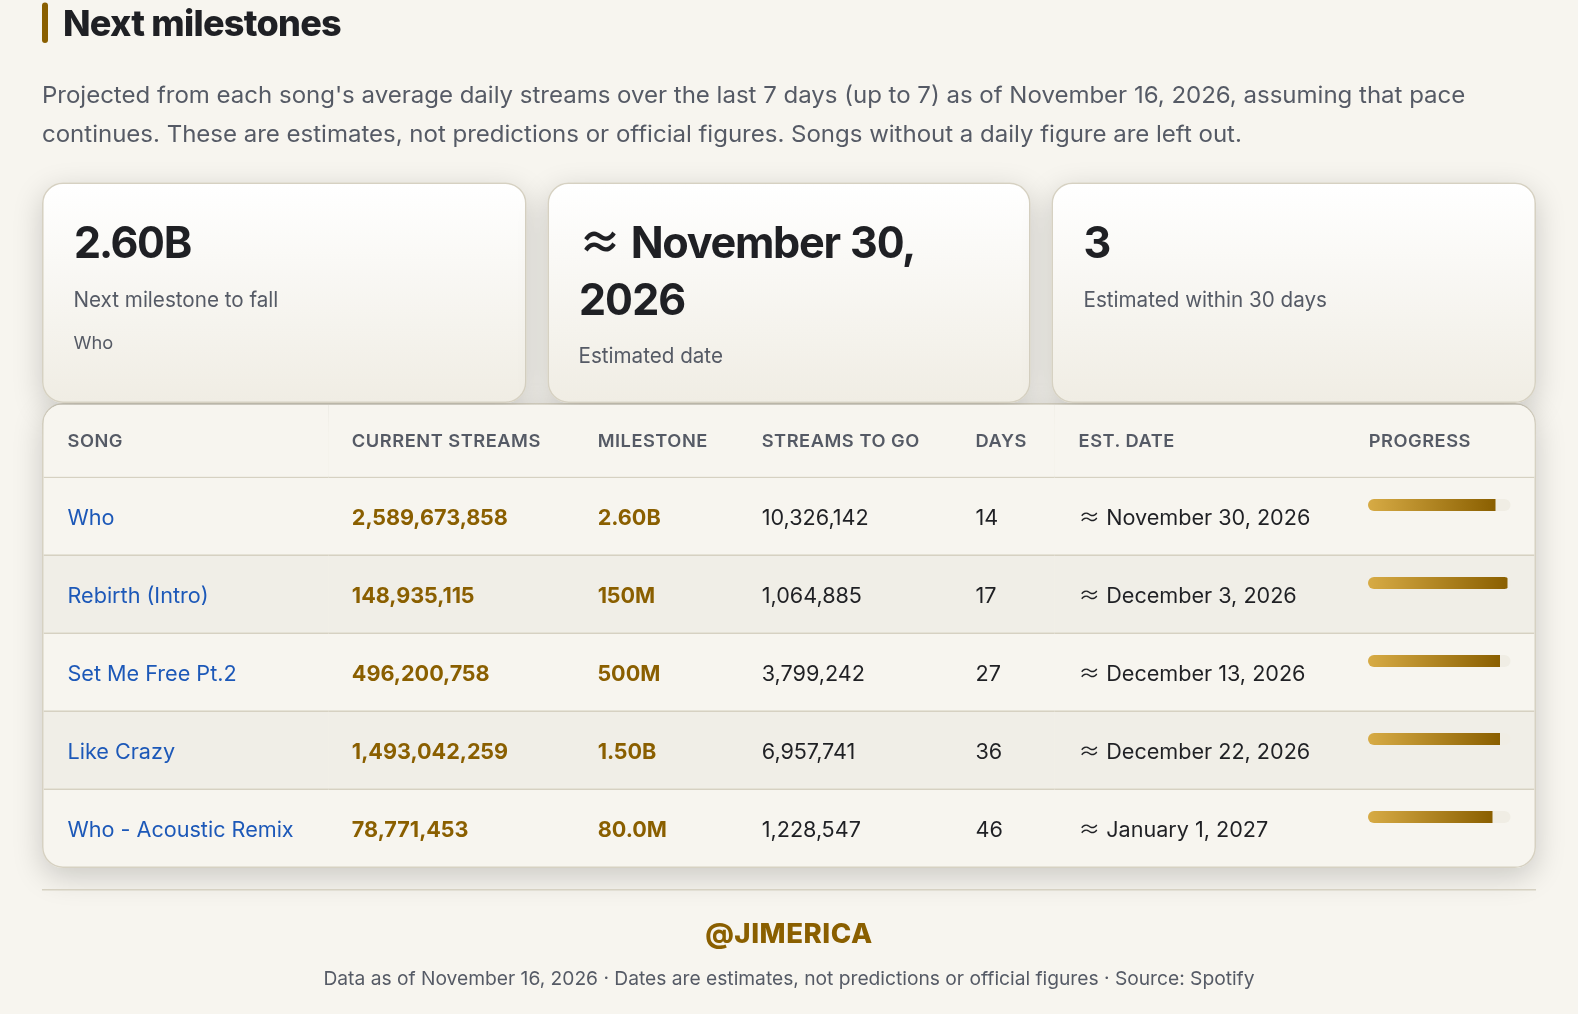 Next milestones
Projected from each song's average daily streams over the last 7 days (up to 7) as of November 16, 2026, assuming that pace
continues. These are estimates, not predictions or official figures. Songs without a daily figure are left out.
2.60B
Next milestone to fall
Who
≈ November 30,
2026
Estimated date
3
Estimated within 30 days
SONG CURRENT STREAMS MILESTONE STREAMS TO GO DAYS EST. DATE PROGRESS
Who 2,589,673,858 2.60B 10,326,142 14 ≈ November 30, 2026
Rebirth (Intro) 148,935,115 150M 1,064,885 17 ≈ December 3, 2026
Set Me Free Pt.2 496,200,758 500M 3,799,242 27 ≈ December 13, 2026
Like Crazy 1,493,042,259 1.50B 6,957,741 36 ≈ December 22, 2026
Who - Acoustic Remix 78,771,453 80.0M 1,228,547 46 ≈ January 1, 2027
@JIMERICA
Data as of November 16, 2026 · Dates are estimates, not predictions or official figures · Source: Spotify